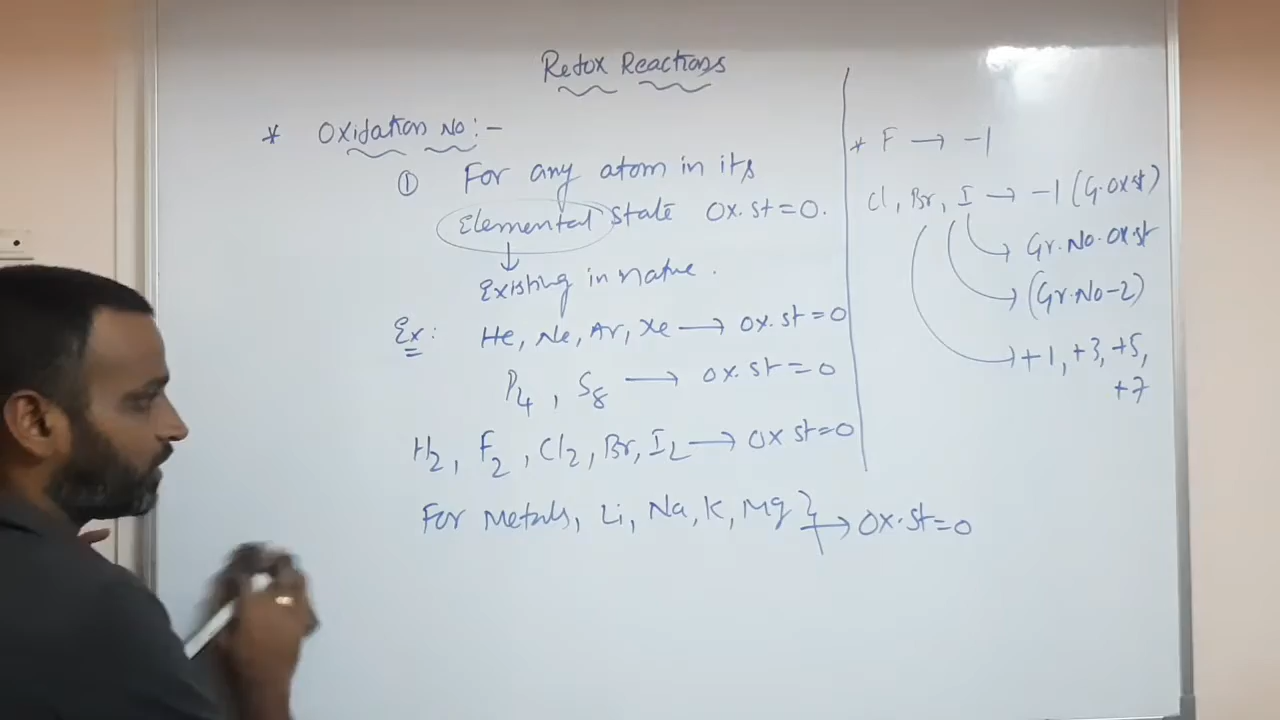 Redox Reactions
* Oxidation No:-
① For any atom in its
Elemental State Ox.st=0.
↓
Existing in nature.
Ex: He, Ne, Ar, Xe → Ox.st=0
P4, S8 → Ox.st=0
H2, F2, Cl2, Br, I2 → Ox st=0
For Metals, Li, Na, K, Mg} → Ox.st=0
* F → -1
Cl, Br, I → -1 (G.Ox st)
→ Gr.No.Ox.st
→ (Gr.No-2)
→ +1, +3, +5,
+7